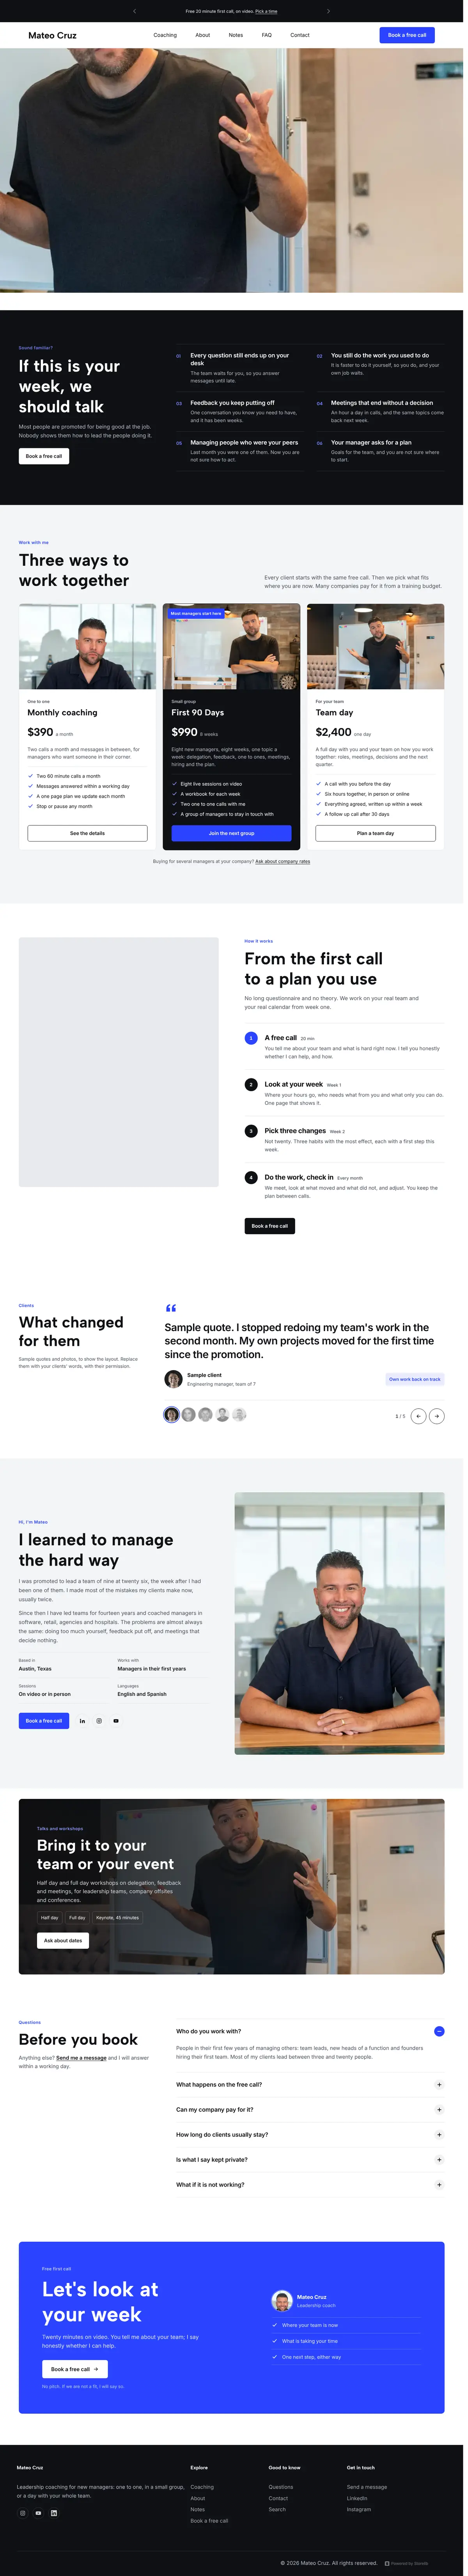 Free 20 minute first call, on video. Pick a time
Mateo Cruz
Coaching
About
Notes
FAQ
Contact
Book a free call
Sound familiar?
If this is your
week, we
should talk
Most people are promoted for being good at the job.
Nobody shows them how to lead the people doing it.
Book a free call
01
Every question still ends up on your
desk
The team waits for you, so you answer
messages until late.
02
You still do the work you used to do
It is faster to do it yourself, so you do, and your
own job waits.
03
Feedback you keep putting off
One conversation you know you need to have,
and it has been weeks.
04
Meetings that end without a decision
An hour a day in calls, and the same topics come
back next week.
05
Managing people who were your peers
Last month you were one of them. Now you are
not sure how to act.
06
Your manager asks for a plan
Goals for the team, and you are not sure where
to start.
Work with me
Three ways to
work together
Every client starts with the same free call. Then we pick what fits
where you are now. Many companies pay for it from a training budget.
One to one
Monthly coaching
$390 a month
Two calls a month and messages in between, for
managers who want someone in their corner.
Two 60 minute calls a month
Messages answered within a working day
A one page plan we update each month
Stop or pause any month
See the details
Most managers start here
Small group
First 90 Days
$990 8 weeks
Eight new managers, eight weeks, one topic a
week: delegation, feedback, one to ones, meetings,
hiring and the plan.
Eight live sessions on video
A workbook for each week
Two one to one calls with me
A group of managers to stay in touch with
Join the next group
For your team
Team day
$2,400 one day
A full day with you and your team on how you work
together: roles, meetings, decisions and the next
quarter.
A call with you before the day
Six hours together, in person or online
Everything agreed, written up within a week
A follow up call after 30 days
Plan a team day
Buying for several managers at your company? Ask about company rates
How it works
From the first call
to a plan you use
No long questionnaire and no theory. We work on your real team and
your real calendar from week one.
1
A free call 20 min
You tell me about your team and what is hard right now. I tell you honestly
whether I can help, and how.
2
Look at your week Week 1
Where your hours go, who needs what from you and what only you can do.
One page that shows it.
3
Pick three changes Week 2
Not twenty. Three habits with the most effect, each with a first step this
week.
4
Do the work, check in Every month
We meet, look at what moved and what did not, and adjust. You keep the
plan between calls.
Book a free call
Clients
What changed
for them
Sample quotes and photos, to show the layout. Replace
them with your clients' words, with their permission.
Sample quote. I stopped redoing my team's work in the
second month. My own projects moved for the first time
since the promotion.
Sample client
Engineering manager, team of 7
Own work back on track
1 / 5
Hi, I'm Mateo
I learned to manage
the hard way
I was promoted to lead a team of nine at twenty six, the week after I had
been one of them. I made most of the mistakes my clients make now,
usually twice.
Since then I have led teams for fourteen years and coached managers in
software, retail, agencies and hospitals. The problems are almost always
the same: doing too much yourself, feedback put off, and meetings that
decide nothing.
Based in
Austin, Texas
Works with
Managers in their first years
Sessions
On video or in person
Languages
English and Spanish
Book a free call
Talks and workshops
Bring it to your
team or your event
Half day and full day workshops on delegation, feedback
and meetings, for leadership teams, company offsites
and conferences.
Half day
Full day
Keynote, 45 minutes
Ask about dates
Questions
Before you book
Anything else? Send me a message and I will answer
within a working day.
Who do you work with?
People in their first few years of managing others: team leads, new heads of a function and founders
hiring their first team. Most of my clients lead between three and twenty people.
What happens on the free call?
Can my company pay for it?
How long do clients usually stay?
Is what I say kept private?
What if it is not working?
Free first call
Let's look at
your week
Twenty minutes on video. You tell me about your team; I say
honestly whether I can help.
Book a free call
No pitch. If we are not a fit, I will say so.
Mateo Cruz
Leadership coach
Where your team is now
What is taking your time
One next step, either way
Mateo Cruz
Leadership coaching for new managers: one to one, in a small group,
or a day with your whole team.
Explore
Coaching
About
Notes
Book a free call
Good to know
Questions
Contact
Search
Get in touch
Send a message
LinkedIn
Instagram
© 2026 Mateo Cruz. All rights reserved.